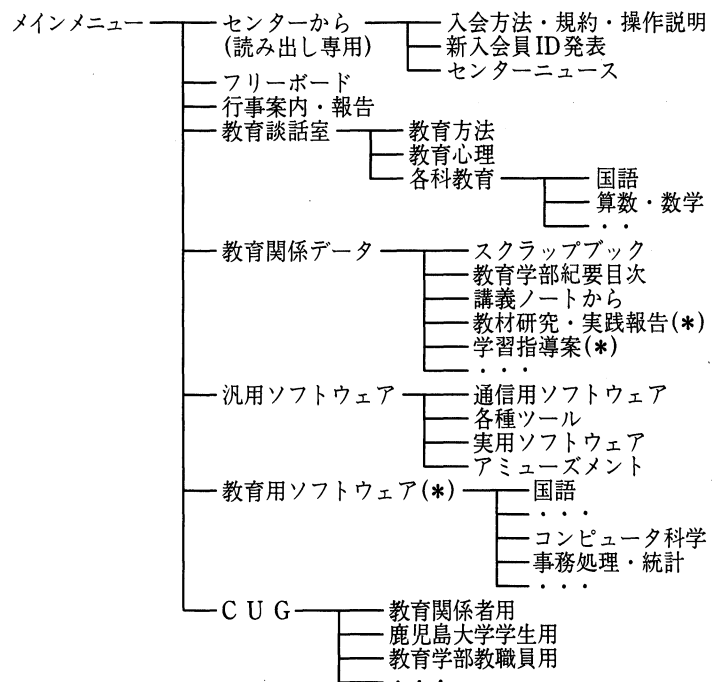 メインメニュー センターから 入会方法・規約・操作説明
(読み出し専用) 新入会員ID発表
センターニュース
フリーボード
行事案内・報告
教育談話室 教育方法
教育心理
各科教育 国語
算数・数学
・・
教育関係データ スクラップブック
教育学部紀要目次
講義ノートから
教材研究・実践報告(*)
学習指導案(*)
・・・
汎用ソフトウェア 通信用ソフトウェア
各種ツール
実用ソフトウェア
アミューズメント
教育用ソフトウェア(*) 国語
・・・
コンピュータ科学
事務処理・統計
・・・
CUG 教育関係者用
鹿児島大学学生用
教育学部教職員用
・・・